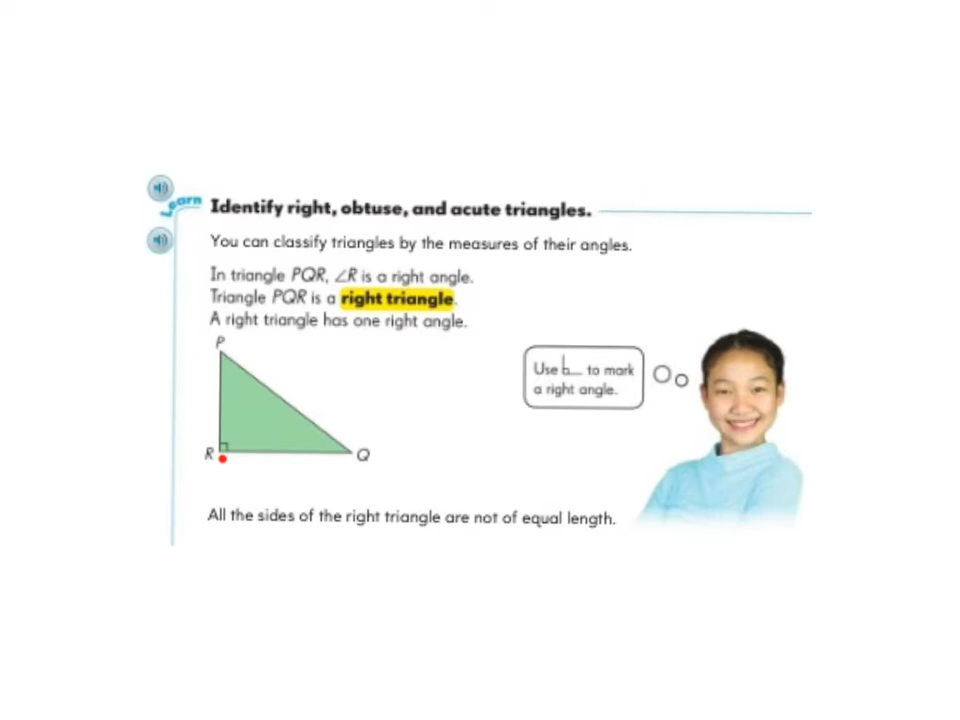 Learn
Identify right, obtuse, and acute triangles.
You can classify triangles by the measures of their angles.
In triangle PQR, ∠R is a right angle.
Triangle PQR is a right triangle.
A right triangle has one right angle.
P
R
Q
Use to mark
a right angle.
All the sides of the right triangle are not of equal length.